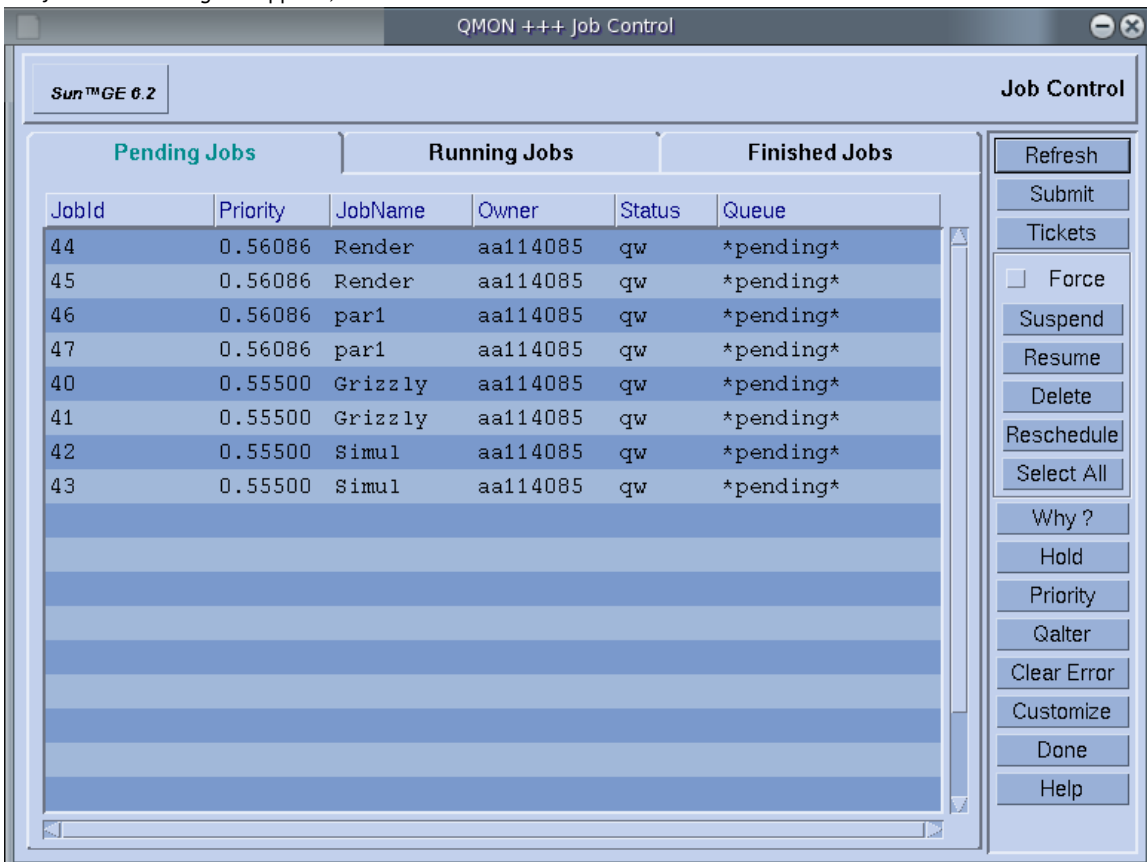 QMON +++ Job Control
Sun™GE 6.2
Job Control
Pending Jobs Running Jobs Finished Jobs
JobId Priority JobName Owner Status Queue
44 0.56086 Render aa114085 qw *pending*
45 0.56086 Render aa114085 qw *pending*
46 0.56086 par1 aa114085 qw *pending*
47 0.56086 par1 aa114085 qw *pending*
40 0.55500 Grizzly aa114085 qw *pending*
41 0.55500 Grizzly aa114085 qw *pending*
42 0.55500 Simul aa114085 qw *pending*
43 0.55500 Simul aa114085 qw *pending*
Refresh
Submit
Tickets
Force
Suspend
Resume
Delete
Reschedule
Select All
Why ?
Hold
Priority
Qalter
Clear Error
Customize
Done
Help